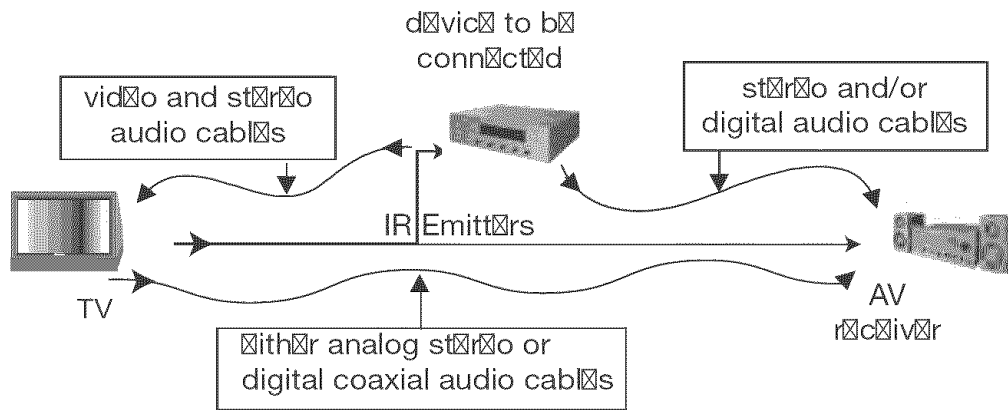 d☒vic☒ to b☒
conn☒ct☒d
vid☒o and st☒r☒o
audio cabl☒s
st☒r☒o and/or
digital audio cabl☒s
IR Emitt☒rs
TV
AV
r☒c☒iv☒r
☒ith☒r analog st☒r☒o or
digital coaxial audio cabl☒s